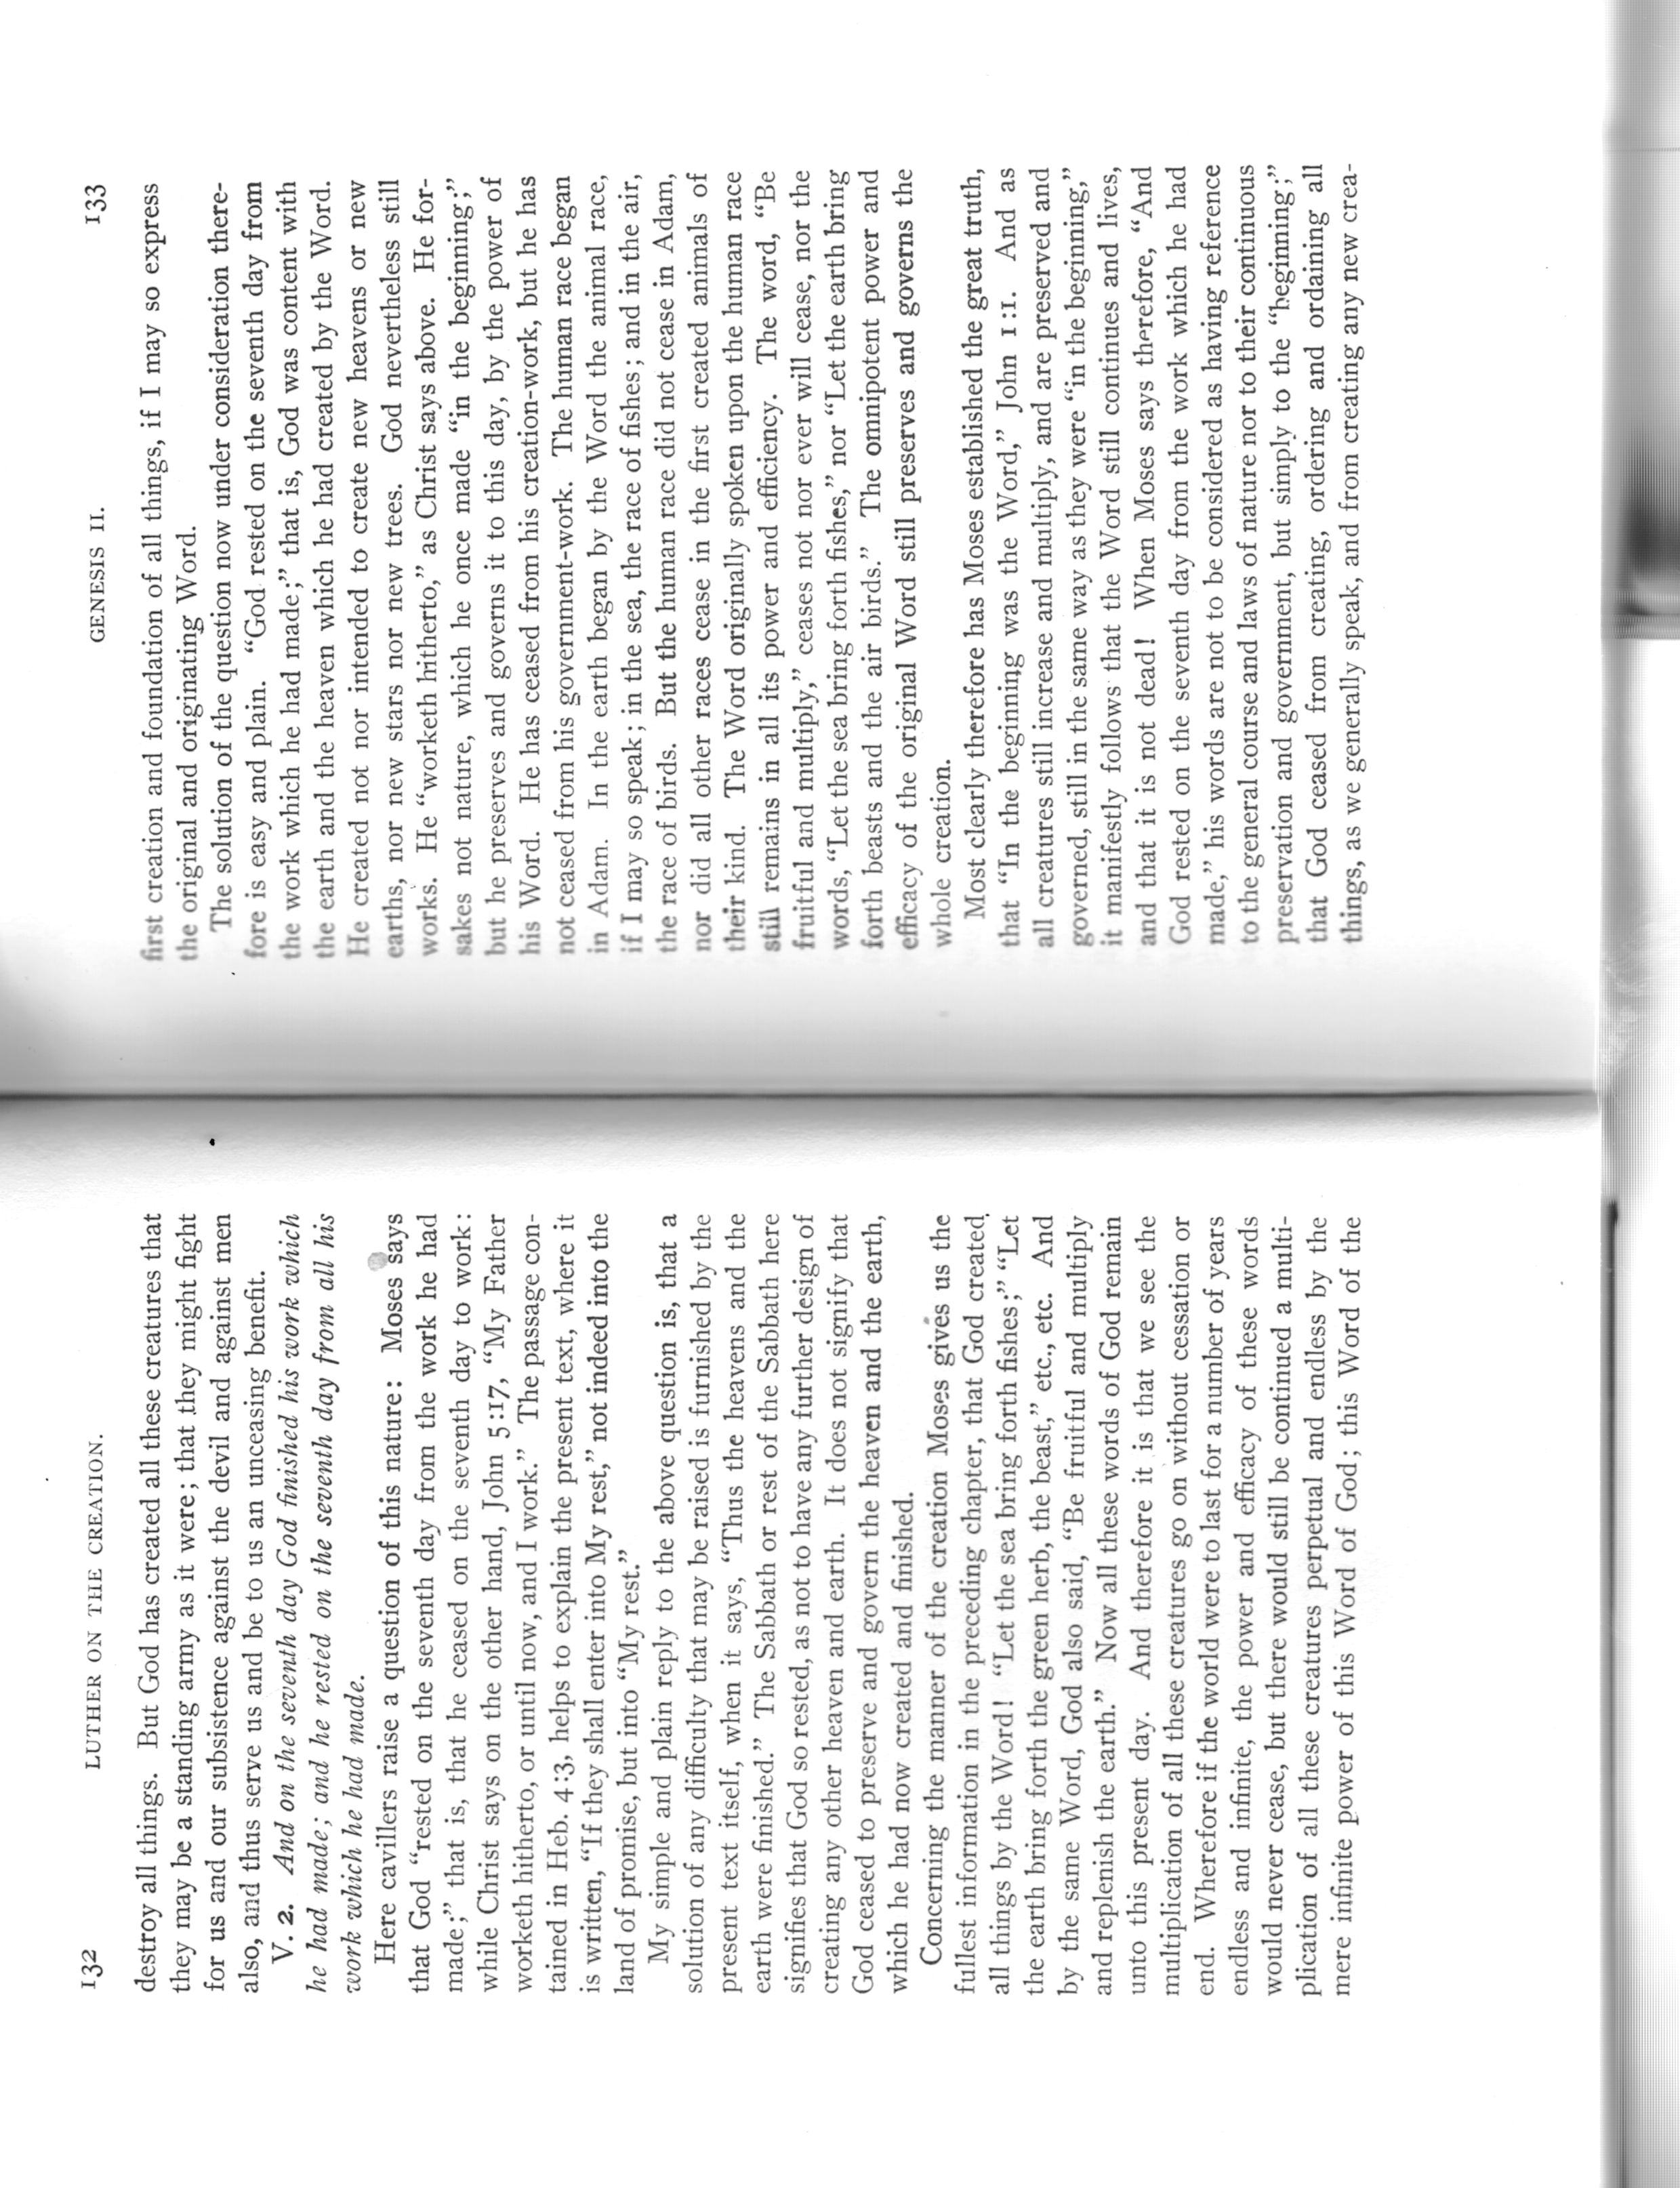 132 LUTHER ON THE CREATION.
destroy all things. But God has created all these creatures that
they may be a standing army as it were; that they might fight
for us and our subsistence against the devil and against men
also, and thus serve us and be to us an unceasing benefit.
V. 2. And on the seventh day God finished his work which
he had made; and he rested on the seventh day from all his
work which he had made.
Here cavillers raise a question of this nature: Moses says
that God “rested on the seventh day from the work he had
made;” that is, that he ceased on the seventh day to work:
while Christ says on the other hand, John 5:17, “My Father
worketh hitherto, or until now, and I work.” The passage con-
tained in Heb. 4:3, helps to explain the present text, where it
is written, “If they shall enter into My rest,” not indeed into the
land of promise, but into “My rest.”
My simple and plain reply to the above question is, that a
solution of any difficulty that may be raised is furnished by the
present text itself, when it says, “Thus the heavens and the
earth were finished.” The Sabbath or rest of the Sabbath here
signifies that God so rested, as not to have any further design of
creating any other heaven and earth. It does not signify that
God ceased to preserve and govern the heaven and the earth,
which he had now created and finished.
Concerning the manner of the creation Moses gives us the
fullest information in the preceding chapter, that God created
all things by the Word! “Let the sea bring forth fishes;” “Let
the earth bring forth the green herb, the beast,” etc., etc. And
by the same Word, God also said, “Be fruitful and multiply
and replenish the earth.” Now all these words of God remain
unto this present day. And therefore it is that we see the
multiplication of all these creatures go on without cessation or
end. Wherefore if the world were to last for a number of years
endless and infinite, the power and efficacy of these words
would never cease, but there would still be continued a multi-
plication of all these creatures perpetual and endless by the
mere infinite power of this Word of God; this Word of the
GENESIS II. 133
first creation and foundation of all things, if I may so express
the original and originating Word.
The solution of the question now under consideration there-
fore is easy and plain. “God rested on the seventh day from
the work which he had made;” that is, God was content with
the earth and the heaven which he had created by the Word.
He created not nor intended to create new heavens or new
earths, nor new stars nor new trees. God nevertheless still
works. He “worketh hitherto,” as Christ says above. He for-
sakes not nature, which he once made “in the beginning;”
but he preserves and governs it to this day, by the power of
his Word. He has ceased from his creation-work, but he has
not ceased from his government-work. The human race began
in Adam. In the earth began by the Word the animal race,
if I may so speak; in the sea, the race of fishes; and in the air,
the race of birds. But the human race did not cease in Adam,
nor did all other races cease in the first created animals of
their kind. The Word originally spoken upon the human race
still remains in all its power and efficiency. The word, “Be
fruitful and multiply,” ceases not nor ever will cease, nor the
words, “Let the sea bring forth fishes,” nor “Let the earth bring
forth beasts and the air birds.” The omnipotent power and
efficacy of the original Word still preserves and governs the
whole creation.
Most clearly therefore has Moses established the great truth,
that “In the beginning was the Word,” John 1:1. And as
all creatures still increase and multiply, and are preserved and
governed, still in the same way as they were “in the beginning,”
it manifestly follows that the Word still continues and lives,
and that it is not dead! When Moses says therefore, “And
God rested on the seventh day from the work which he had
made,” his words are not to be considered as having reference
to the general course and laws of nature nor to their continuous
preservation and government, but simply to the “beginning;”
that God ceased from creating, ordering and ordaining all
things, as we generally speak, and from creating any new crea-